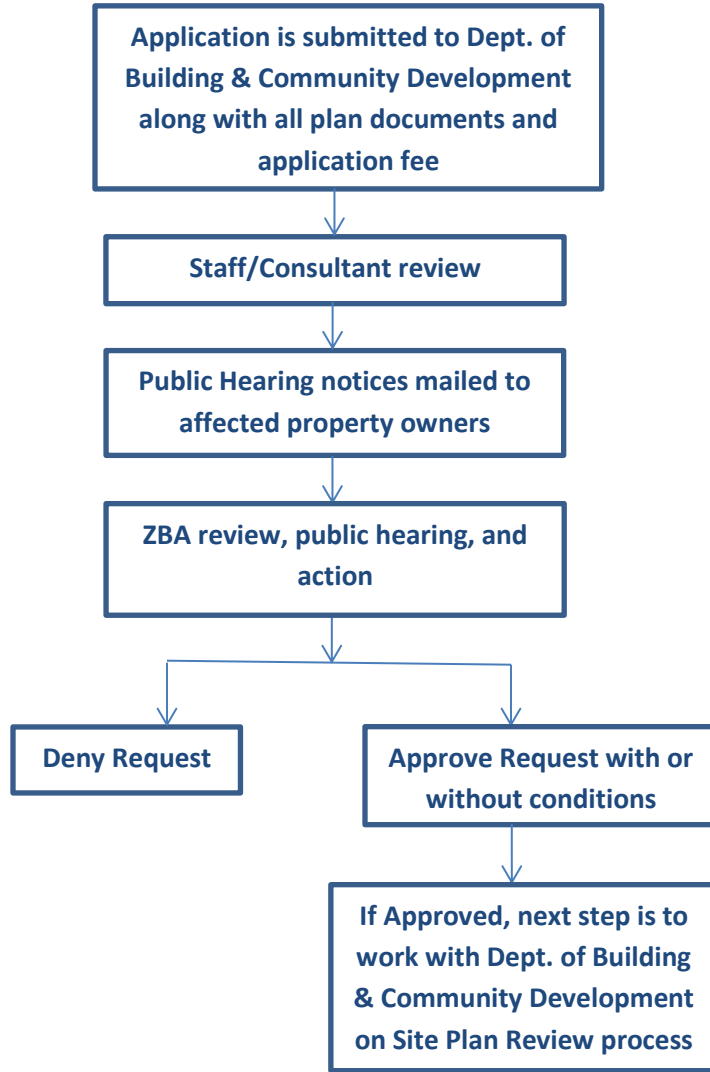 Application is submitted to Dept. of
Building & Community Development
along with all plan documents and
application fee
Staff/Consultant review
Public Hearing notices mailed to
affected property owners
ZBA review, public hearing, and
action
Deny Request
Approve Request with or
without conditions
If Approved, next step is to
work with Dept. of Building
& Community Development
on Site Plan Review process